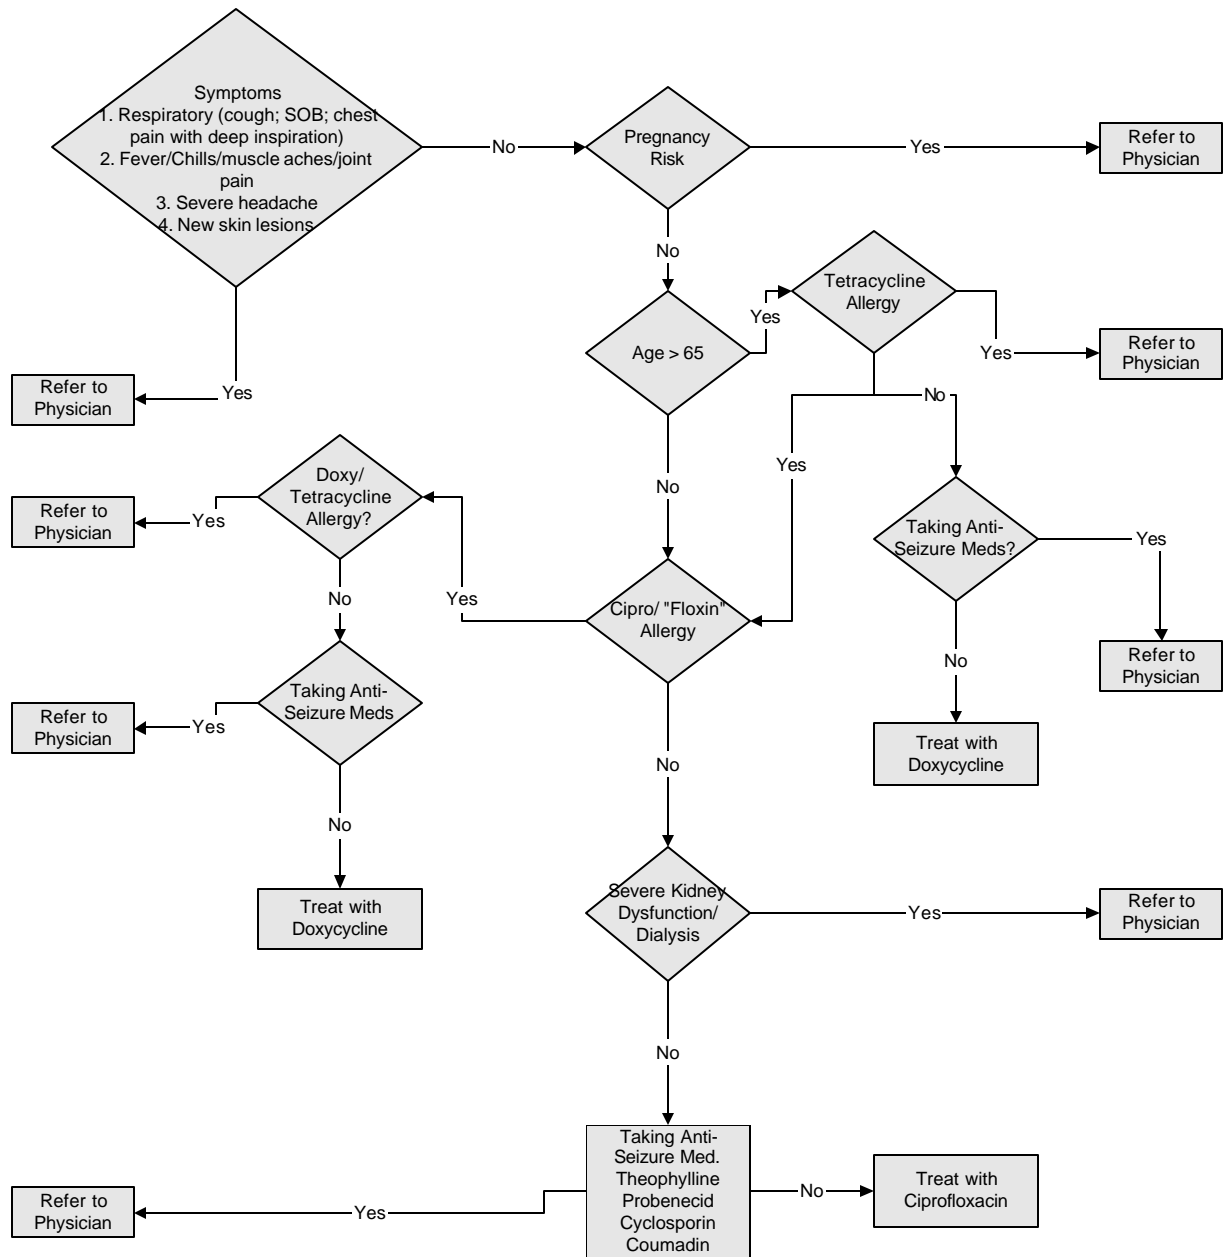 Symptoms
1. Respiratory (cough; SOB; chest
pain with deep inspiration)
2. Fever/Chills/muscle aches/joint
pain
3. Severe headache
4. New skin lesions
No
Pregnancy
Risk
Yes
Refer to
Physician
No
Tetracycline
Allergy
Yes
Age > 65
Yes
Refer to
Physician
Yes
Refer to
Physician
No
Yes
Doxy/
Tetracycline
Allergy?
No
Refer to
Physician
Yes
Taking Anti-
Seizure Meds?
Yes
No
Yes
Cipro/ "Floxin"
Allergy
No
Refer to
Physician
Taking Anti-
Seizure Meds
Yes
Refer to
Physician
No
Treat with
Doxycycline
No
Treat with
Doxycycline
Severe Kidney
Dysfunction/
Dialysis
Yes
Refer to
Physician
No
Taking Anti-
Seizure Med.
Theophylline
Probenecid
Cyclosporin
Coumadin
No
Treat with
Ciprofloxacin
Yes
Refer to
Physician